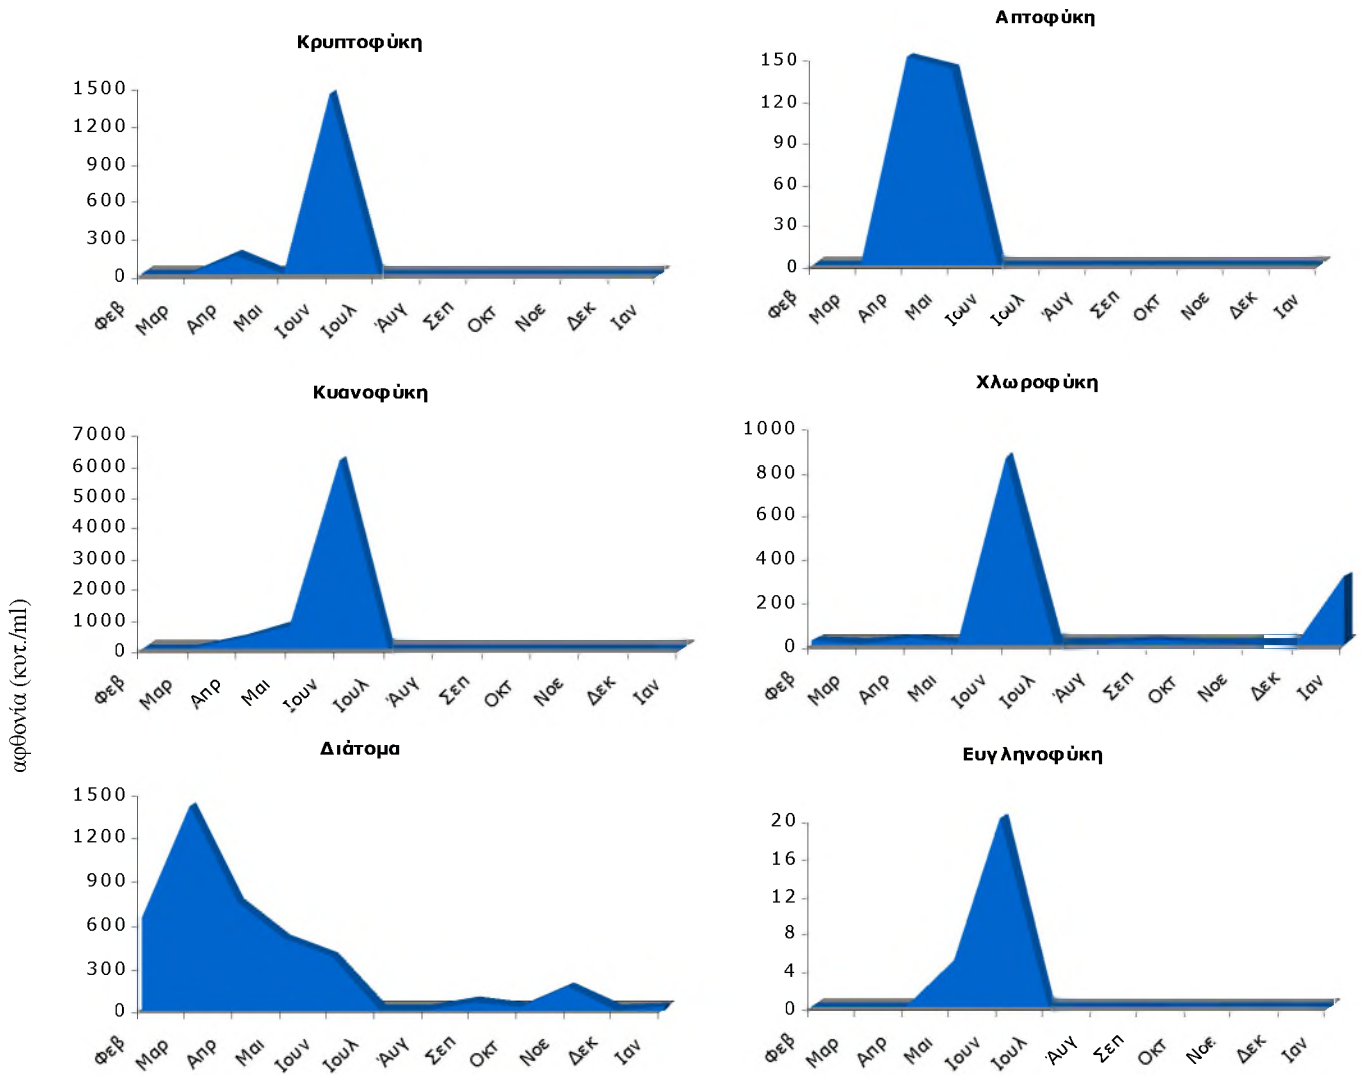 Κρυπτοφύκη
1500
1200
900
600
300
0
Φεβ Μαρ Απρ Μαι Ιουν Ιουλ Άυγ Σεπ Οκτ Νοε Δεκ Ιαν
Απτοφύκη
150
120
90
60
30
0
Φεβ Μαρ Απρ Μαι Ιουν Ιουλ Άυγ Σεπ Οκτ Νοε Δεκ Ιαν
αφθονία (κυτ./ml)
Κυανοφύκη
7000
6000
5000
4000
3000
2000
1000
0
Φεβ Μαρ Απρ Μαι Ιουν Ιουλ Άυγ Σεπ Οκτ Νοε Δεκ Ιαν
Χλωροφύκη
1000
800
600
400
200
0
Φεβ Μαρ Απρ Μαι Ιουν Ιουλ Άυγ Σεπ Οκτ Νοε Δεκ Ιαν
Διάτομα
1500
1200
900
600
300
0
Φεβ Μαρ Απρ Μαι Ιουν Ιουλ Άυγ Σεπ Οκτ Νοε Δεκ Ιαν
Ευγληνοφύκη
20
16
12
8
4
0
Φεβ Μαρ Απρ Μαι Ιουν Ιουλ Άυγ Σεπ Οκτ Νοε Δεκ Ιαν